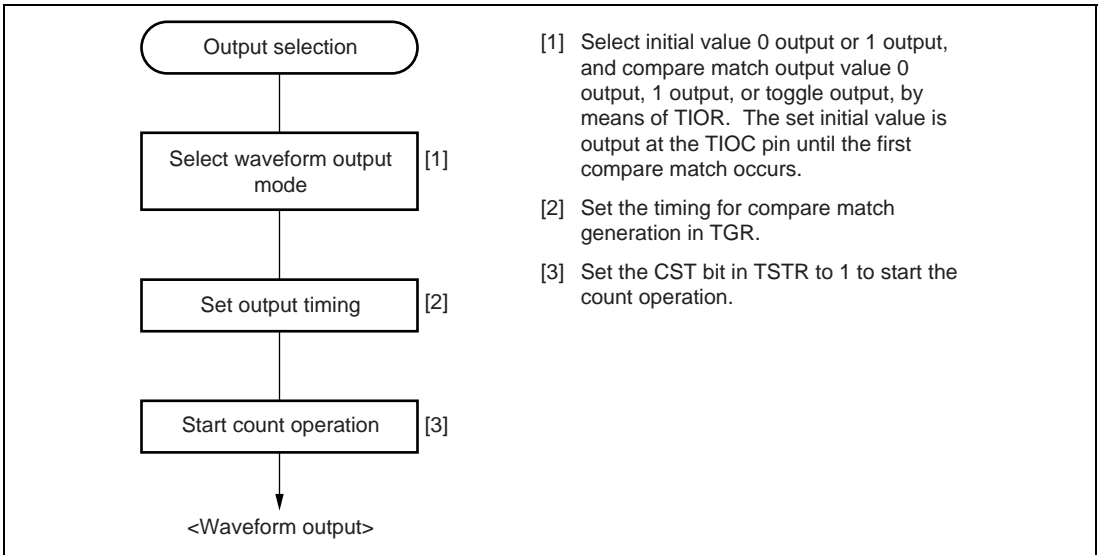 Output selection
Select waveform output
mode
[1]
Set output timing
[2]
Start count operation
[3]
<Waveform output>
[1] Select initial value 0 output or 1 output,
and compare match output value 0
output, 1 output, or toggle output, by
means of TIOR.  The set initial value is
output at the TIOC pin until the first
compare match occurs.
[2] Set the timing for compare match
generation in TGR.
[3] Set the CST bit in TSTR to 1 to start the
count operation.